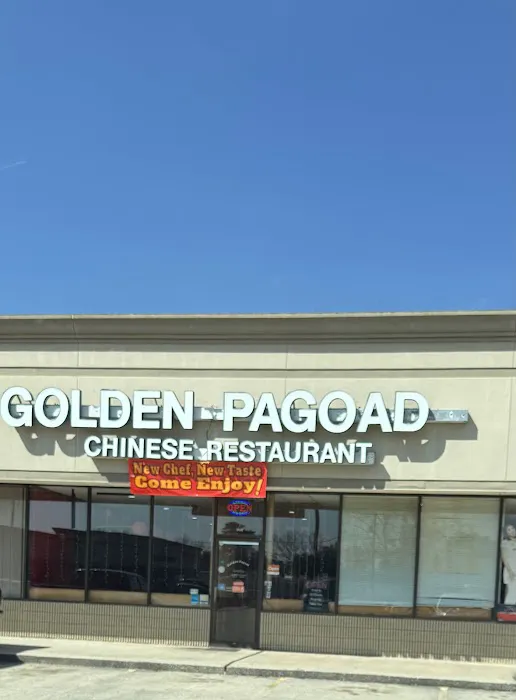 GOLDEN PAGOAD
CHINESE RESTAURANT
New Chef, New Taste
Come Enjoy!
OPEN